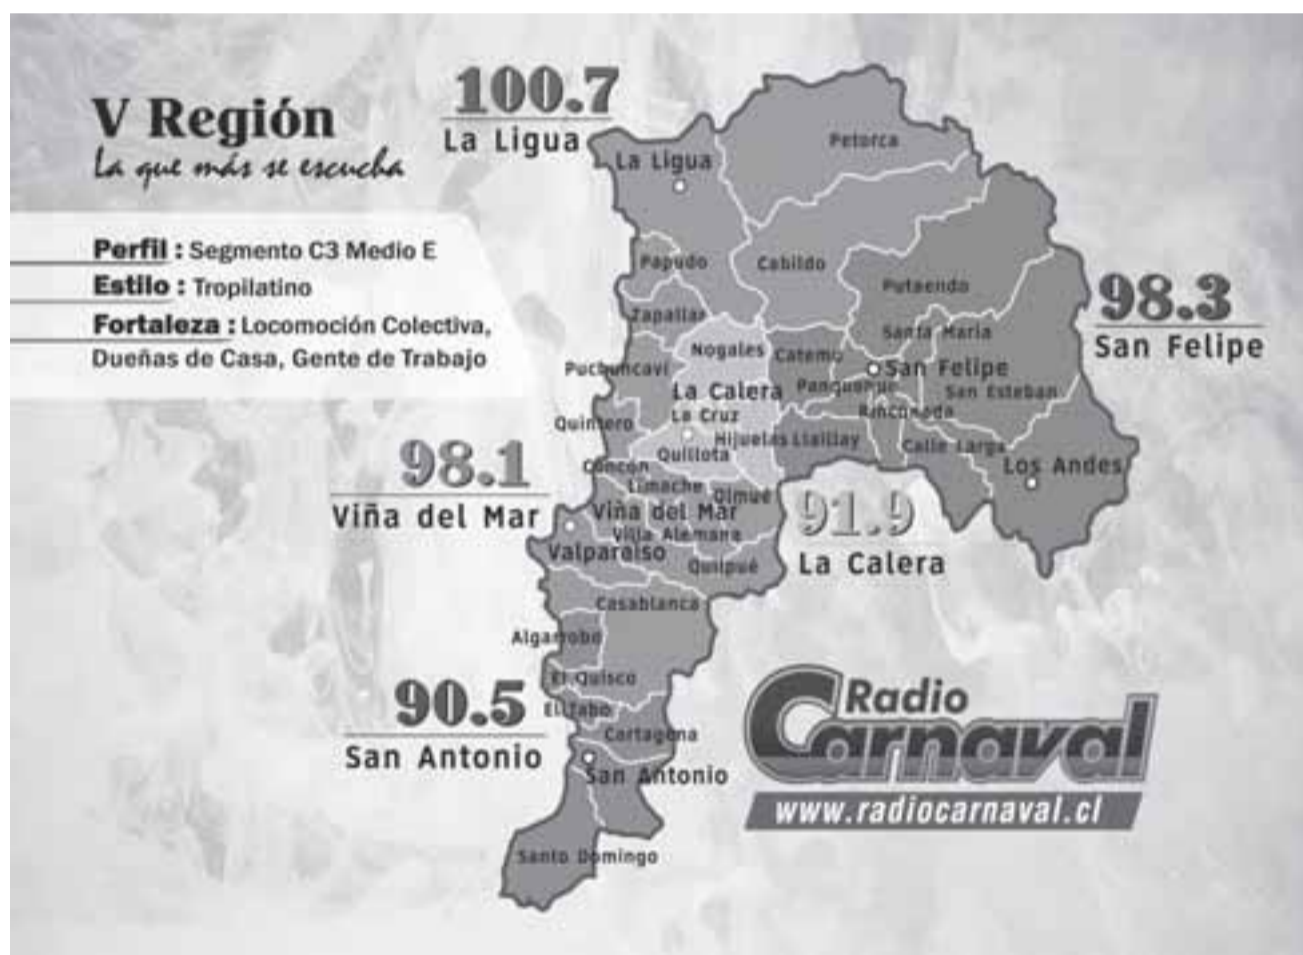 V Región
La que más se escucha
Perfil : Segmento C3 Medio E
Estilo : Tropilatino
Fortaleza : Locomoción Colectiva,
Dueñas de Casa, Gente de Trabajo
100.7
La Ligua
98.3
San Felipe
98.1
Viña del Mar
91.9
La Calera
90.5
San Antonio
La Ligua
Petorca
Papudo
Cabildo
Putaendo
Zapallar
Santa Maria
Nogales
Catemu
San Felipe
Puchuncaví
La Calera
Panquehue
San Esteban
La Cruz
Rinconada
Quintero
Hijuelas
Llaillay
Calle Larga
Quillota
Concón
Los Andes
Limache
Olmué
Viña del Mar
Villa Alemana
Valparaíso
Quilpué
Casablanca
Algarrobo
El Quisco
El Tabo
Cartagena
San Antonio
Santo Domingo
Radio
Carnaval
www.radiocarnaval.cl